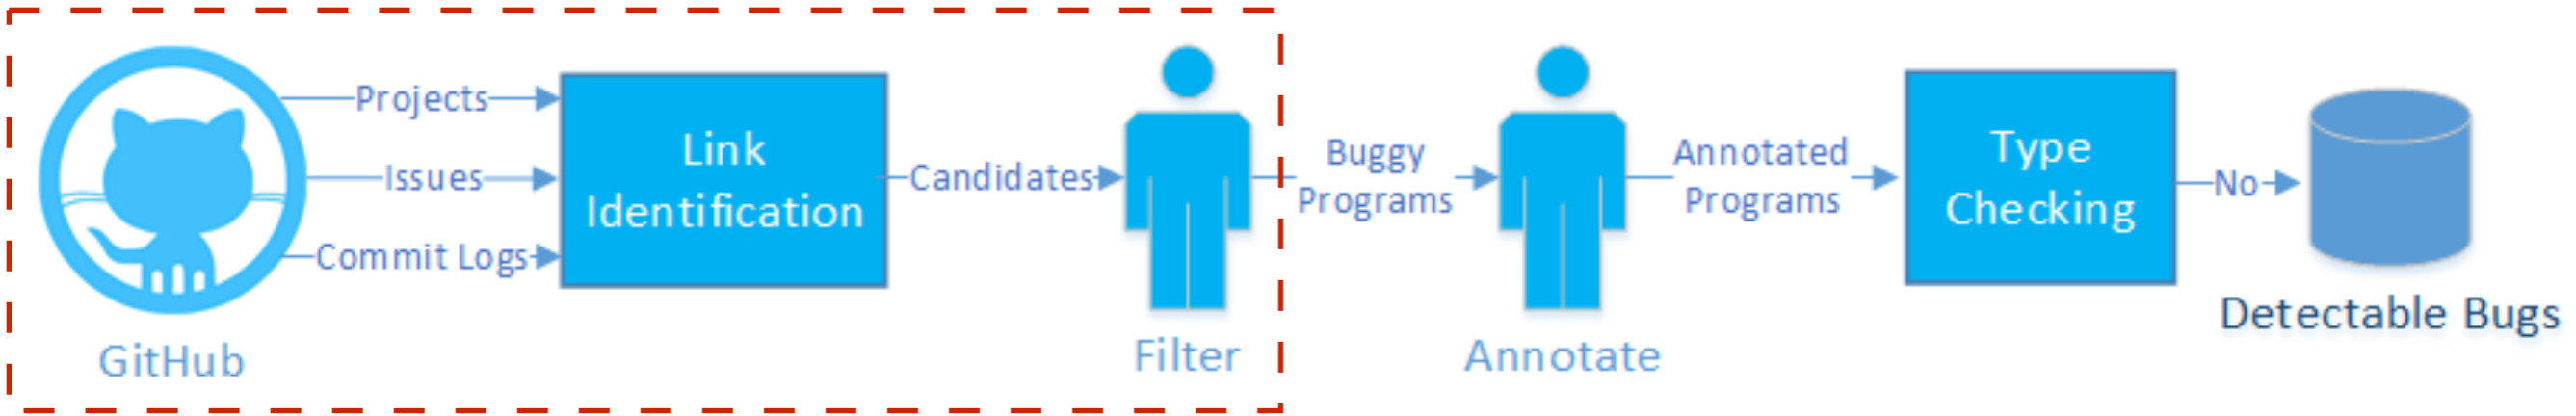 Projects
Issues
Commit Logs
GitHub
Link
Identification
Candidates
Filter
Buggy
Programs
Annotate
Annotated
Programs
Type
Checking
No
Detectable Bugs